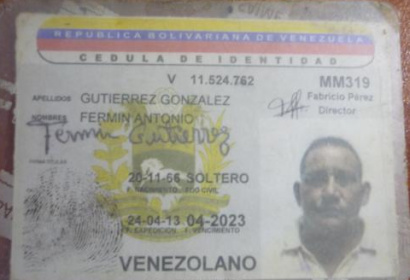 REPUBLICA BOLIVARIANA DE VENEZUELA
CEDULA DE IDENTIDAD
V 11.524.762 MM319
APELLIDOS GUTIERREZ GONZALEZ Fabricio Pérez
Director
NOMBRES FERMIN ANTONIO
Fermin Gutierrez
FIRMA TITULAR
20-11-66 SOLTERO
F. NACIMIENTO EDO CIVIL
24-04-13 04-2023
F. EXPEDICION F. VENCIMIENTO
VENEZOLANO